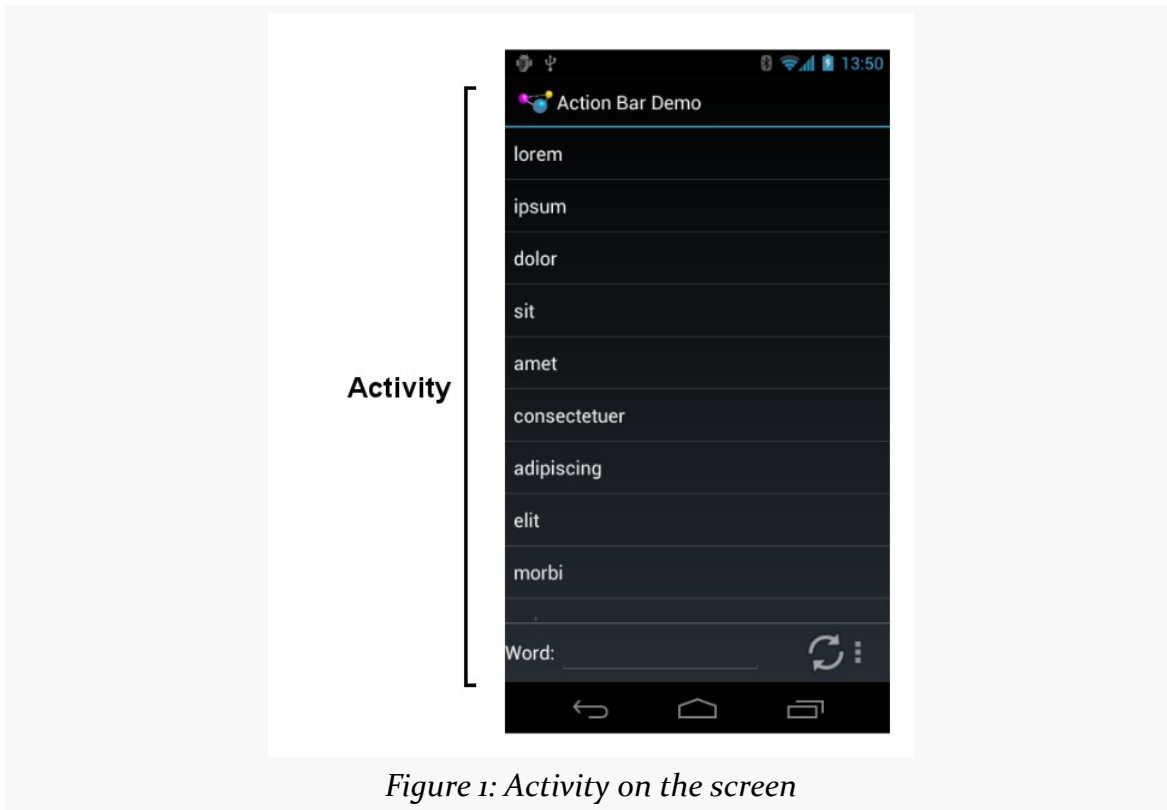 13:50
Action Bar Demo
lorem
ipsum
dolor
sit
amet
Activity
consectetuer
adipiscing
elit
morbi
Word:
Figure 1: Activity on the screen